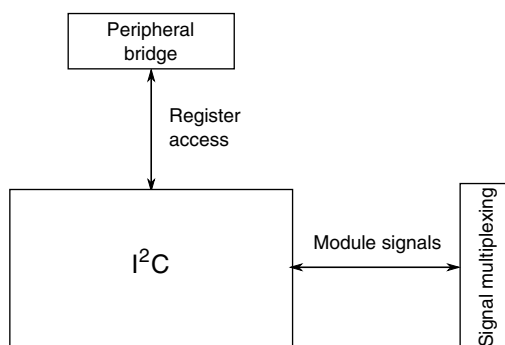 Peripheral
bridge
Register
access
I²C
Module signals
Signal multiplexing